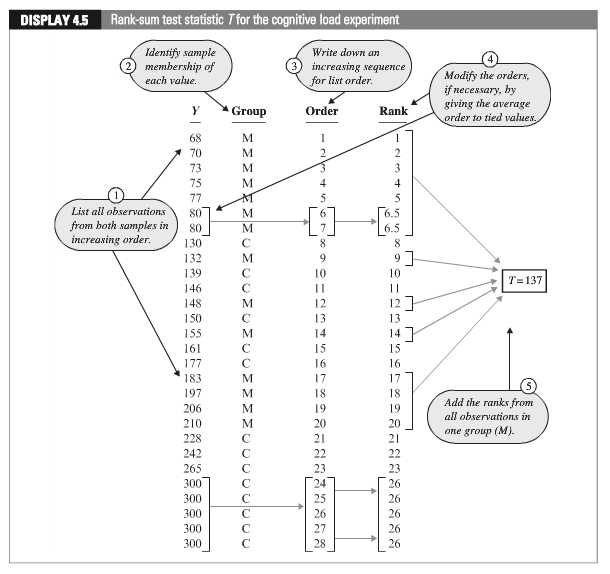 DISPLAY 4.5 Rank-sum test statistic T for the cognitive load experiment
2 Identify sample
membership of
each value.
3 Write down an
increasing sequence
for list order.
4
Modify the orders,
if necessary, by
giving the average
order to tied values.
Y Group Order Rank
68 M 1 1
70 M 2 2
73 M 3 3
75 M 4 4
77 M 5 5
80 M 6 6.5
80 M 7 6.5
130 C 8 8
132 M 9 9
139 C 10 10
146 C 11 11
148 M 12 12
150 C 13 13
155 M 14 14
161 C 15 15
177 C 16 16
183 M 17 17
197 M 18 18
206 M 19 19
210 M 20 20
228 C 21 21
242 C 22 22
265 C 23 23
300 C 24 26
300 C 25 26
300 C 26 26
300 C 27 26
300 C 28 26
1
List all observations
from both samples in
increasing order.
T = 137
5
Add the ranks from
all observations in
one group (M).